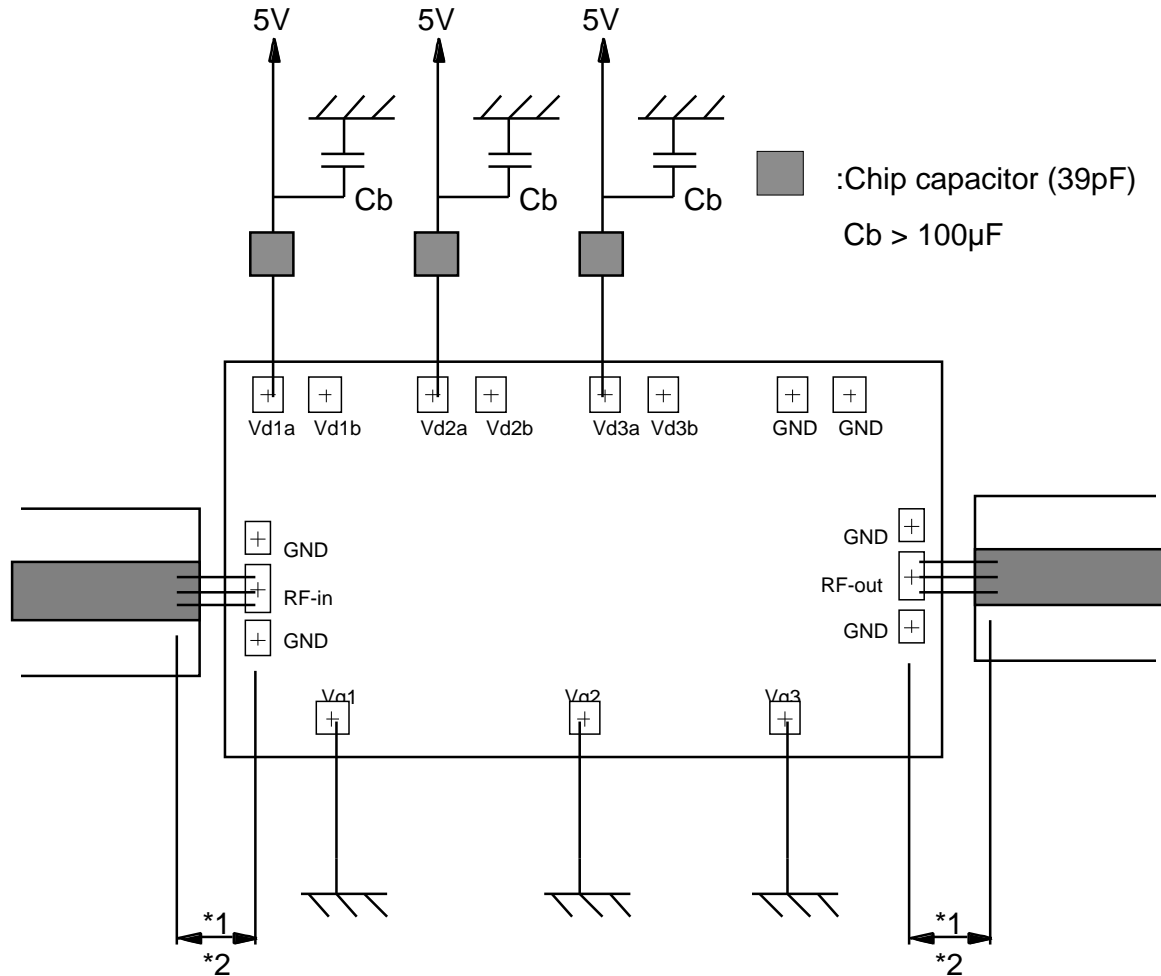 5V 5V 5V
:Chip capacitor (39pF)
Cb Cb Cb
Cb > 100µF
Vd1a Vd1b Vd2a Vd2b Vd3a Vd3b GND GND
GND
GND
RF-in
RF-out
GND
GND
Vg1 Vg2 Vg3
*1
*2
*1
*2